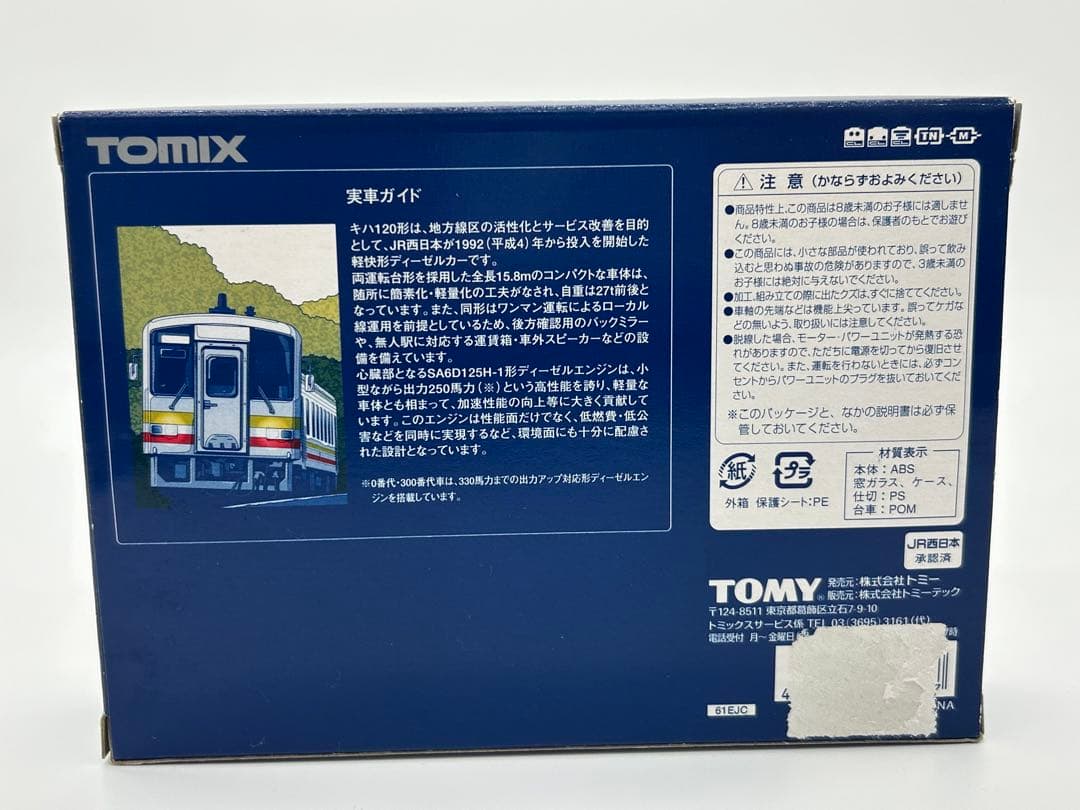 TOMIX
CL CL CL TN M
実車ガイド
キハ120形は、地方線区の活性化とサービス改善を目的
として、JR西日本が1992(平成4)年から投入を開始した
軽快形ディーゼルカーです。
両運転台形を採用した全長15.8mのコンパクトな車体は、
随所に簡素化・軽量化の工夫がなされ、自重は27t前後と
なっています。また、同形はワンマン運転によるローカル
線運用を前提としているため、後方確認用のバックミラー
や、無人駅に対応する運賃箱・車外スピーカーなどの設
備を備えています。
心臓部となるSA6D125H-1形ディーゼルエンジンは、小
型ながら出力250馬力(※)という高性能を誇り、軽量な
車体とも相まって、加速性能の向上等に大きく貢献して
います。このエンジンは性能面だけでなく、低燃費・低公
害などを同時に実現するなど、環境面にも十分に配慮さ
れた設計となっています。
※0番代・300番代車は、330馬力までの出力アップ対応形ディーゼルエン
ジンを搭載しています。
注 意 (かならずおよみください)
●商品特性上、この商品は8歳未満のお子様には適しませ
ん。8歳未満のお子様の場合は、保護者のもとでお遊び
ください。
●この商品には、小さな部品が使われており、誤って飲み
込むと思わぬ事故の危険がありますので、3歳未満の
お子様には絶対に与えないでください。
●加工、組み立ての際に出たクズは、すぐに捨ててください。
●車軸の先端などは機能上尖っています。誤ってケガな
どの無いよう、取り扱いには注意してください。
●脱線した場合、モーター・パワーユニットが発熱する恐
れがありますので、ただちに電源を切ってから復旧させ
てください。また、運転を行わないときには、必ずコン
セントからパワーユニットのプラグを抜いておいてくだ
さい。
※このパッケージと、なかの説明書は必ず保
管しておいてください。
紙
プラ
外箱 保護シート:PE
材質表示
本体:ABS
窓ガラス、ケース、
仕切:PS
台車:POM
JR西日本
承認済
TOMY®
発売元:株式会社トミー
販売元:株式会社トミーテック
〒124-8511 東京都葛飾区立石7-9-10
トミックスサービス係 TEL 03(3695)3161(代)
電話受付 月〜金曜日
時
4
7
61EJC
NA